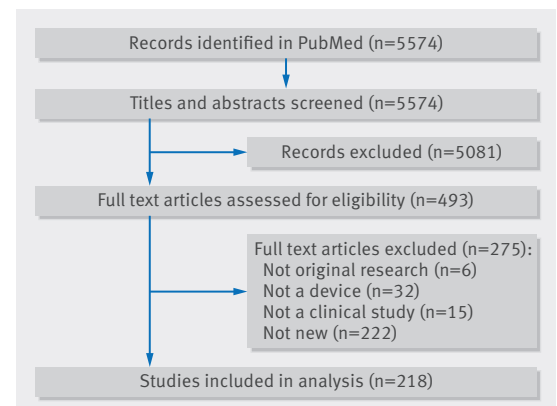 Records identified in PubMed (n=5574)
Titles and abstracts screened (n=5574)
Records excluded (n=5081)
Full text articles assessed for eligibility (n=493)
Full text articles excluded (n=275):
Not original research (n=6)
Not a device (n=32)
Not a clinical study (n=15)
Not new (n=222)
Studies included in analysis (n=218)